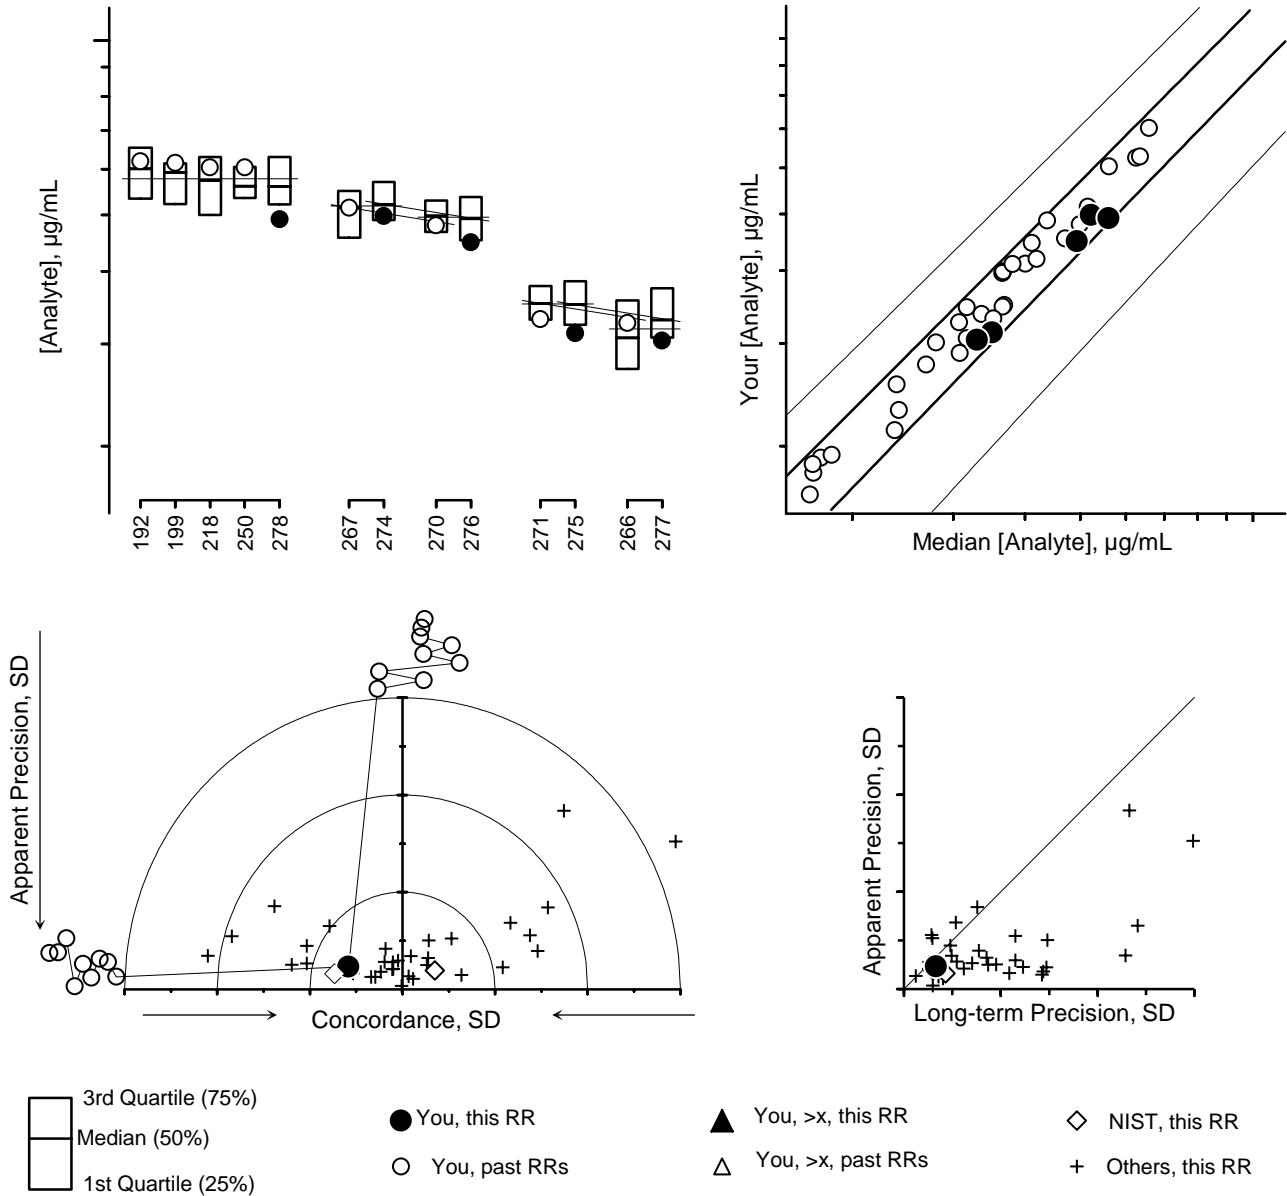 [Analyte], µg/mL
192
199
218
250
278
267
274
270
276
271
275
266
277
Your [Analyte], µg/mL
Median [Analyte], µg/mL
Apparent Precision, SD
Concordance, SD
Apparent Precision, SD
Long-term Precision, SD
3rd Quartile (75%)
Median (50%)
1st Quartile (25%)
You, this RR
You, past RRs
You, >x, this RR
You, >x, past RRs
NIST, this RR
Others, this RR